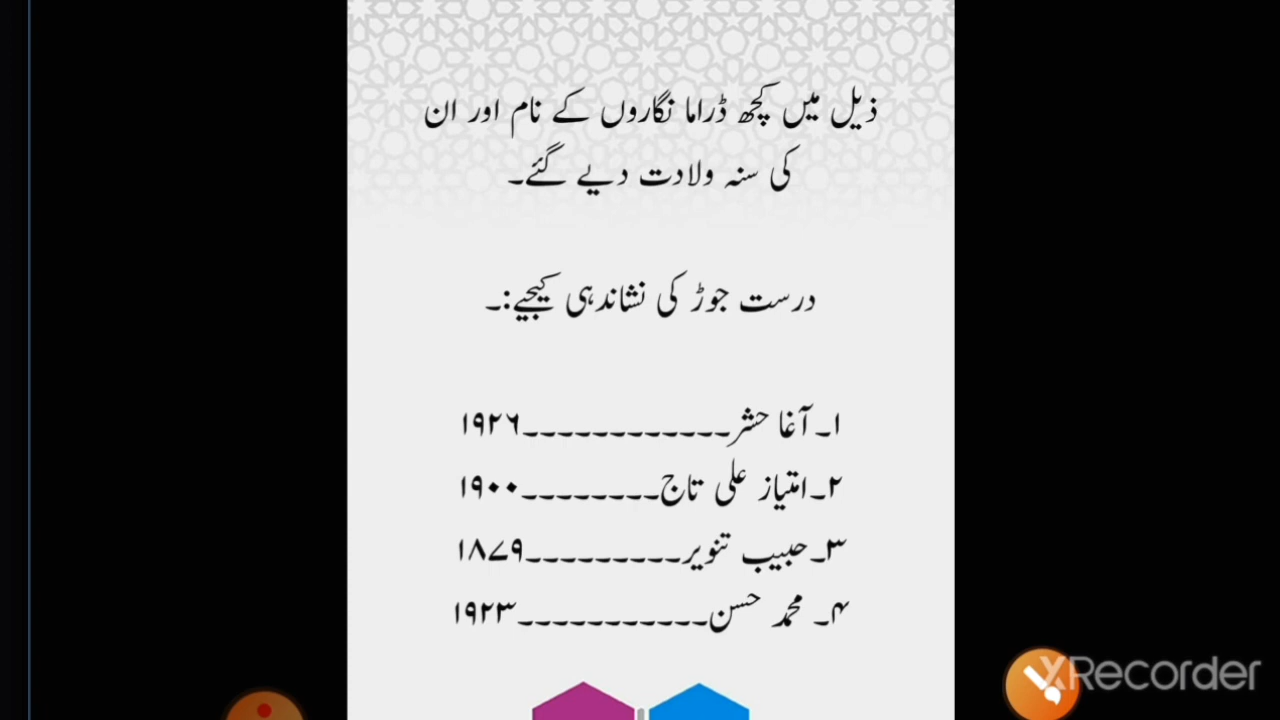 ذیل میں کچھ ڈراما نگاروں کے نام اور ان
کی سنہ ولادت دیے گئے۔
درست جوڑ کی نشاندہی کیجیے:۔
۱۔آغا حشر۔۔۔۔۔۔۔۔۔۔۔۔۱۹۲۶
۲۔امتیاز علی تاج۔۔۔۔۔۔۔۔۱۹۰۰
۳۔حبیب تنویر۔۔۔۔۔۔۔۔۔۱۸۷۹
۴۔ محمد حسن۔۔۔۔۔۔۔۔۔۔۔۱۹۲۳
XRecorder